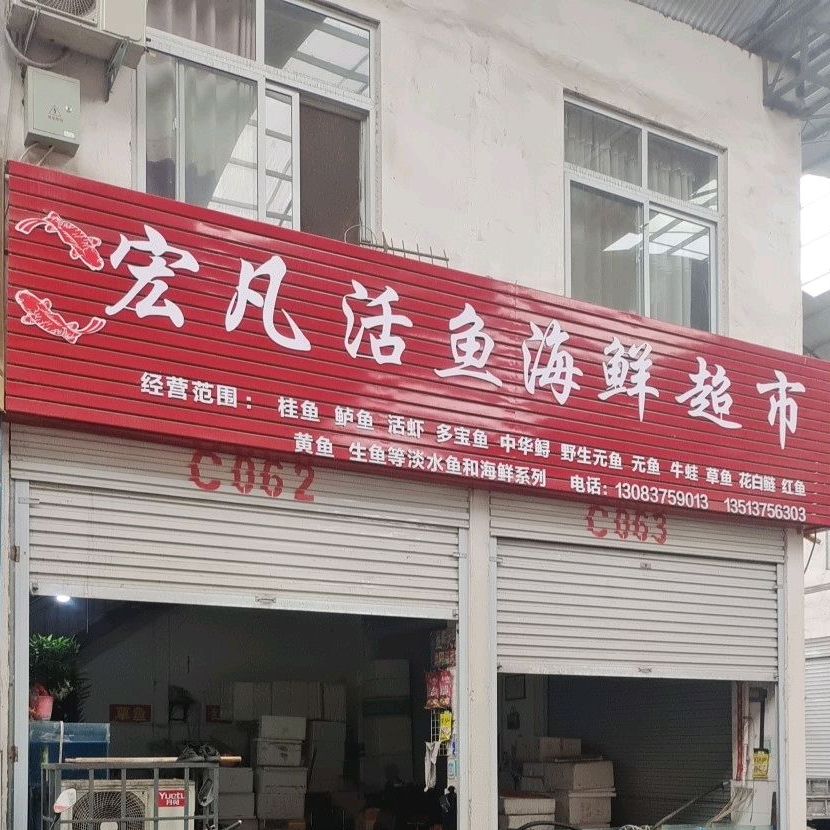 宏凡活鱼海鲜超市
经营范围：桂鱼 鲈鱼 活虾 多宝鱼 中华鲟 野生无鱼 无鱼 牛蛙 草鱼 花白鲢 红鱼
黄鱼 生鱼等淡水鱼和海鲜系列 电话：13083759013 13513756303
C062
C063
YUETU
月兔